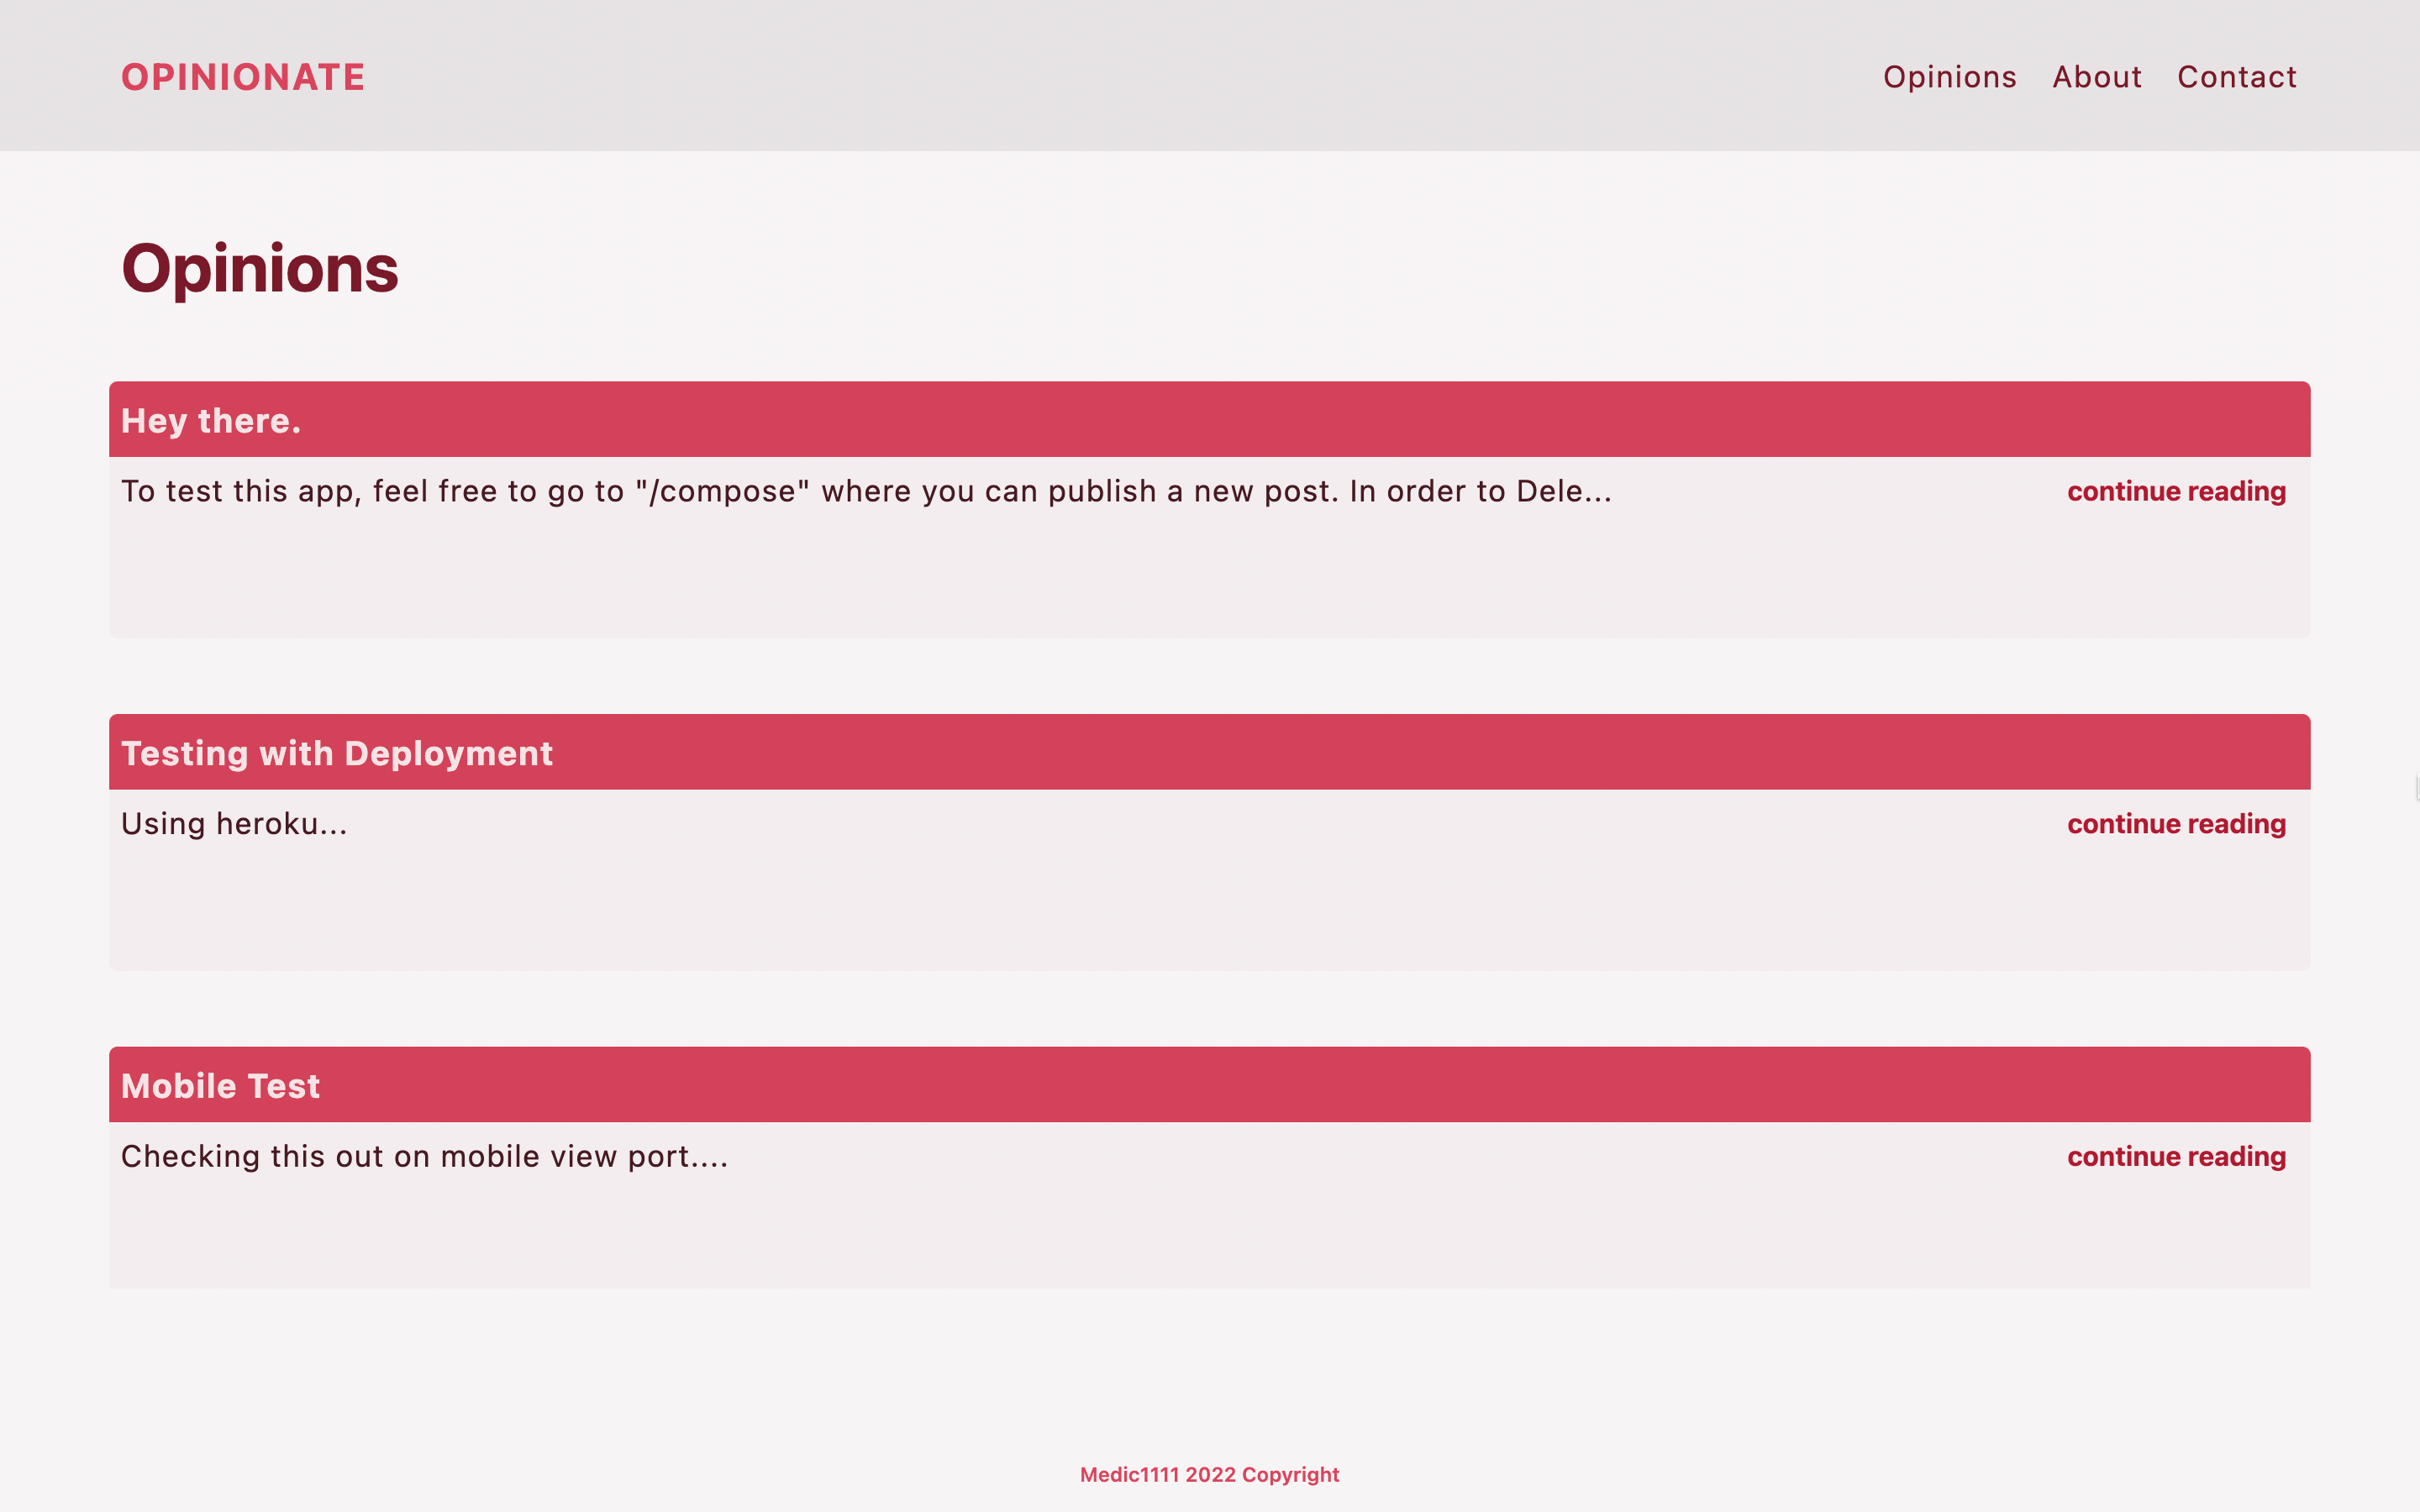 OPINIONATE
Opinions About Contact
Opinions
Hey there.
To test this app, feel free to go to "/compose" where you can publish a new post. In order to Dele... continue reading
Testing with Deployment
Using heroku... continue reading
Mobile Test
Checking this out on mobile view port.... continue reading
Medic1111 2022 Copyright